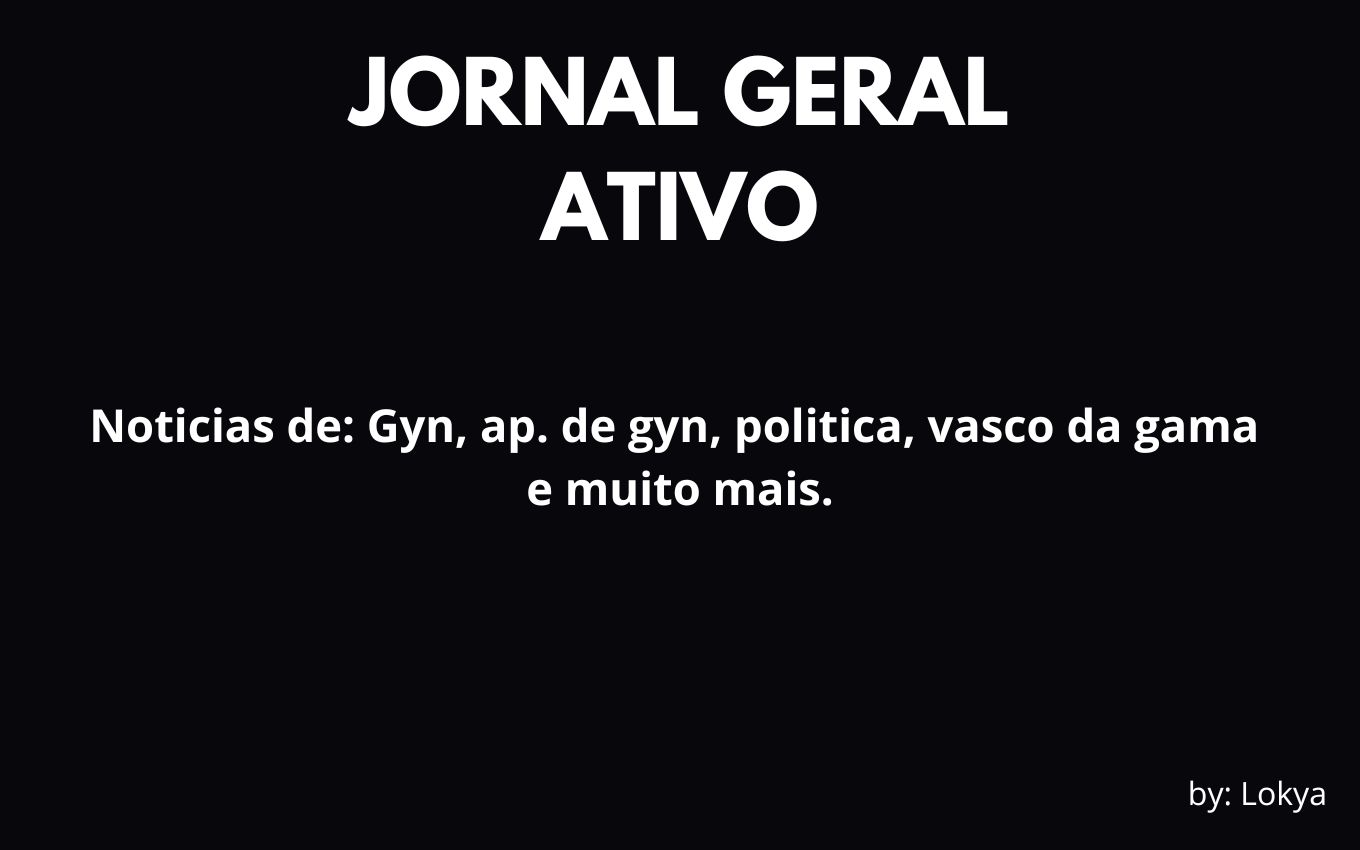 JORNAL GERAL
ATIVO
Noticias de: Gyn, ap. de gyn, politica, vasco da gama
e muito mais.
by: Lokya